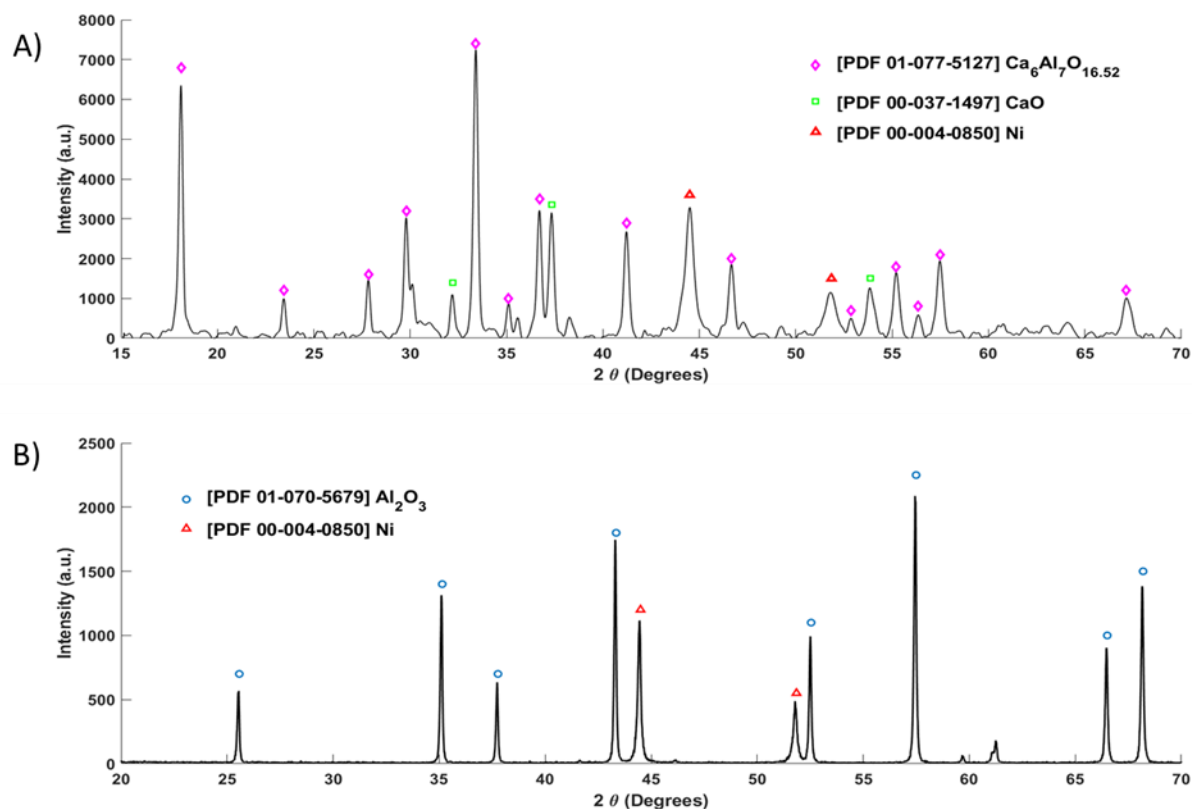 A)
8000
7000
6000
5000
4000
3000
2000
1000
0
Intensity (a.u.)
[PDF 01-077-5127] Ca6Al7O16.52
[PDF 00-037-1497] CaO
[PDF 00-004-0850] Ni
15 20 25 30 35 40 45 50 55 60 65 70
2 θ (Degrees)
B)
2500
2000
1500
1000
500
0
Intensity (a.u.)
[PDF 01-070-5679] Al2O3
[PDF 00-004-0850] Ni
20 25 30 35 40 45 50 55 60 65 70
2 θ (Degrees)